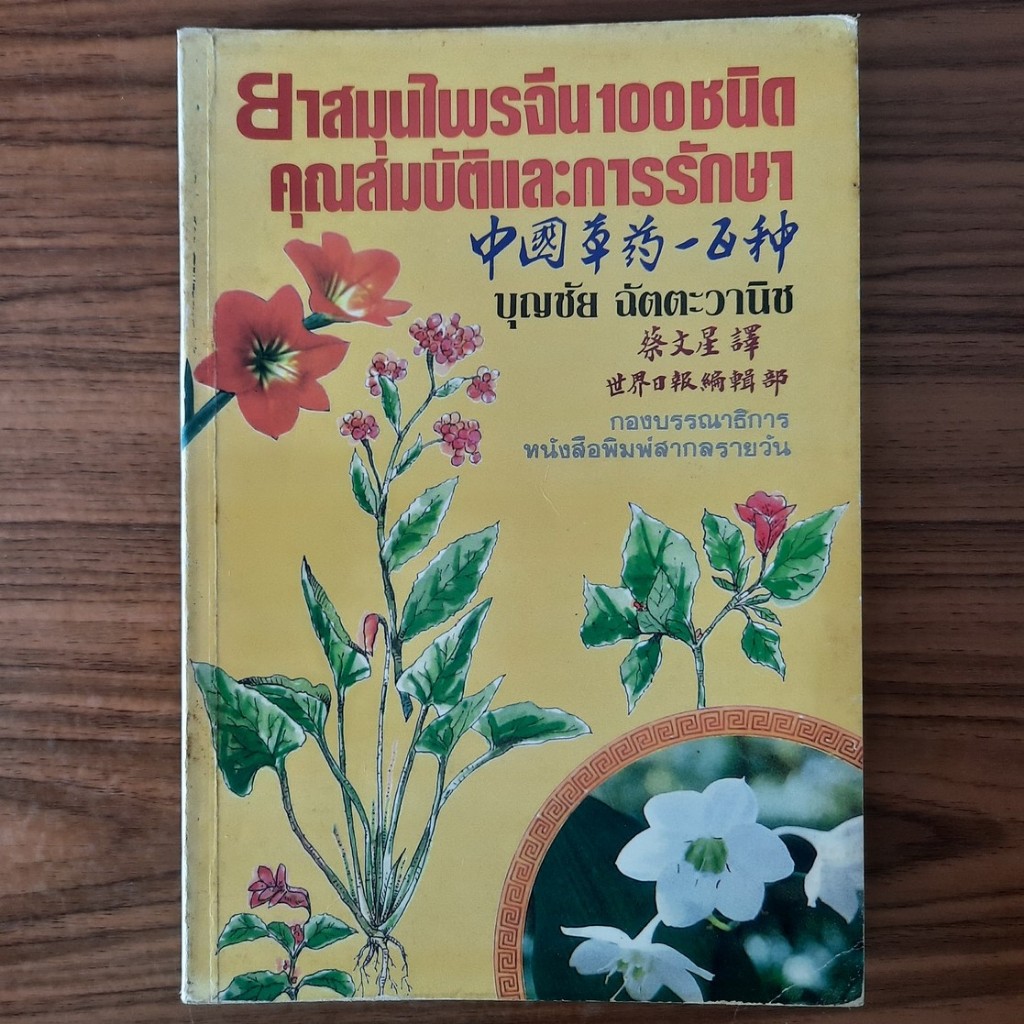 ยาสมุนไพรจีน100ชนิด
คุณสมบัติและการรักษา
中國草药一百种
บุญชัย ฉัตตะวานิช
蔡文星 譯
世界日報編輯部
กองบรรณาธิการ
หนังสือพิมพ์สากลรายวัน